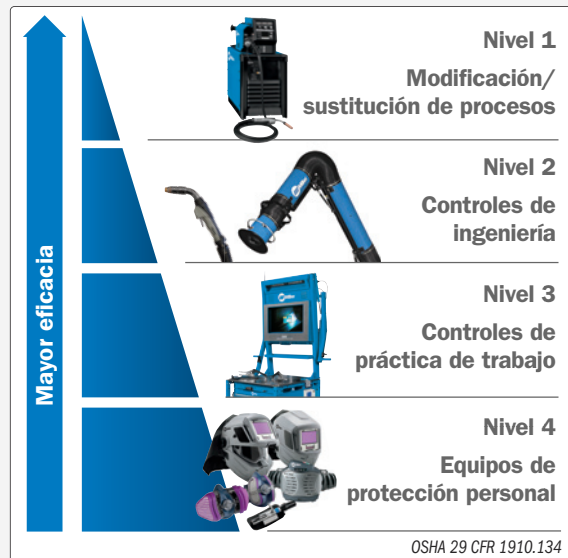 Mayor eficacia
Nivel 1
Modificación/
sustitución de procesos
Nivel 2
Controles de
ingeniería
Nivel 3
Controles de
práctica de trabajo
Nivel 4
Equipos de
protección personal
OSHA 29 CFR 1910.134